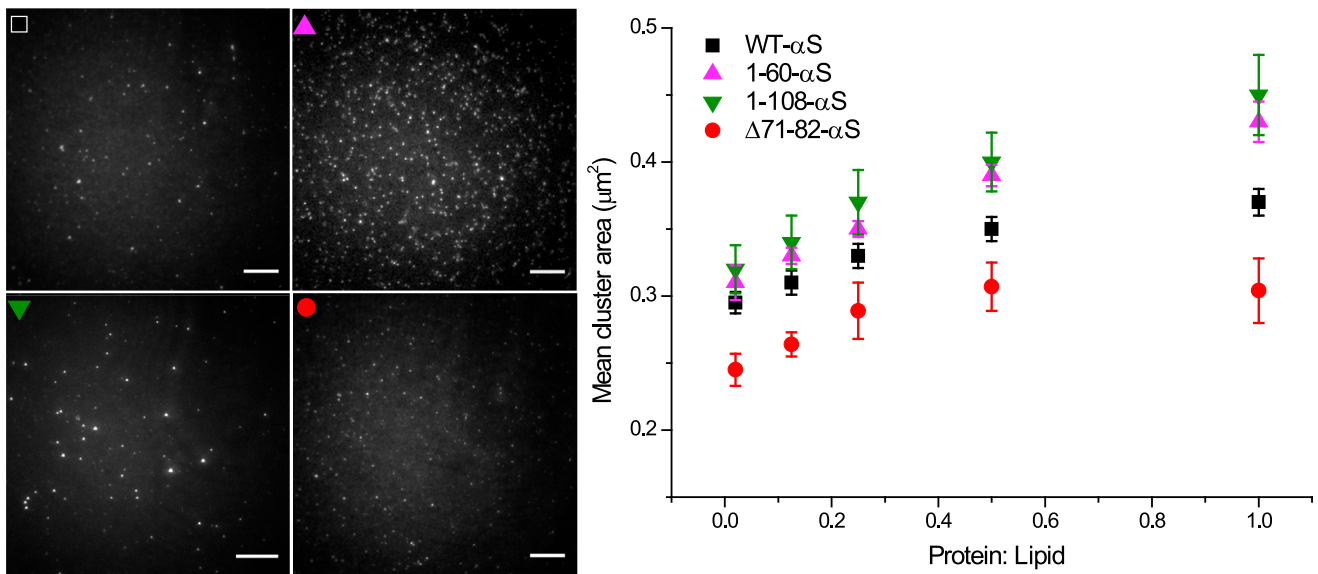 0.5
0.4
0.3
0.2
Mean cluster area (μm²)
WT-αS
1-60-αS
1-108-αS
Δ71-82-αS
0.0 0.2 0.4 0.6 0.8 1.0
Protein: Lipid